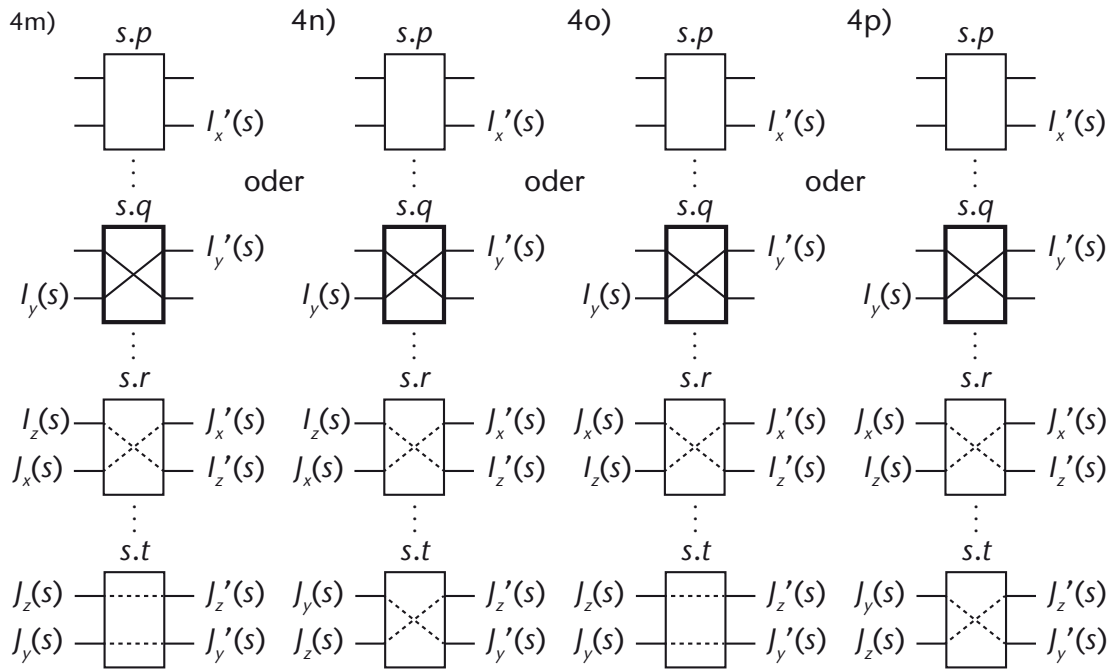 4m) 4n) 4o) 4p)
s.p s.p s.p s.p
I_x'(s) I_x'(s) I_x'(s) I_x'(s)
oder oder oder
s.q s.q s.q s.q
I_y'(s) I_y'(s) I_y'(s) I_y'(s)
I_y(s) I_y(s) I_y(s) I_y(s)
s.r s.r s.r s.r
I_z(s) J_x'(s) I_z(s) J_x'(s) J_x(s) J_x'(s) J_x(s) J_x'(s)
J_x(s) I_z'(s) J_x(s) I_z'(s) I_z(s) I_z'(s) I_z(s) I_z'(s)
s.t s.t s.t s.t
J_z(s) J_z'(s) J_y(s) J_z'(s) J_z(s) J_z'(s) J_y(s) J_z'(s)
J_y(s) J_y'(s) J_z(s) J_y'(s) J_y(s) J_y'(s) J_z(s) J_y'(s)